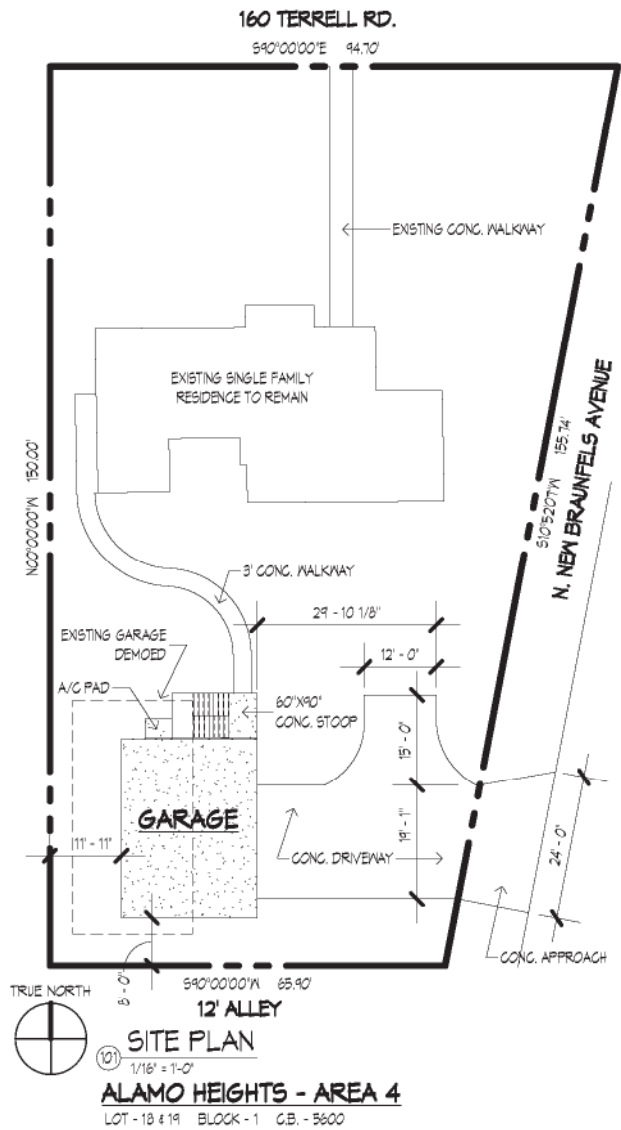 160 TERRELL RD.
S90°00'00"E 94.70'
EXISTING CONC. WALKWAY
EXISTING SINGLE FAMILY
RESIDENCE TO REMAIN
N00°00'00"W 150.00'
S10°52'07"W 155.74'
N. NEW BRAUNFELS AVENUE
3' CONC. WALKWAY
29' - 10 1/8"
EXISTING GARAGE
DEMOED
12' - 0"
A/C PAD
60"X90"
CONC. STOOP
15' - 0"
GARAGE
11' - 11"
19' - 1"
CONC. DRIVEWAY
24' - 0"
CONC. APPROACH
8' - 0"
S90°00'00"W 65.90'
12' ALLEY
TRUE NORTH
101 SITE PLAN
1/16" = 1'-0"
ALAMO HEIGHTS - AREA 4
LOT - 18 & 19 BLOCK - 1 C.B. - 5600